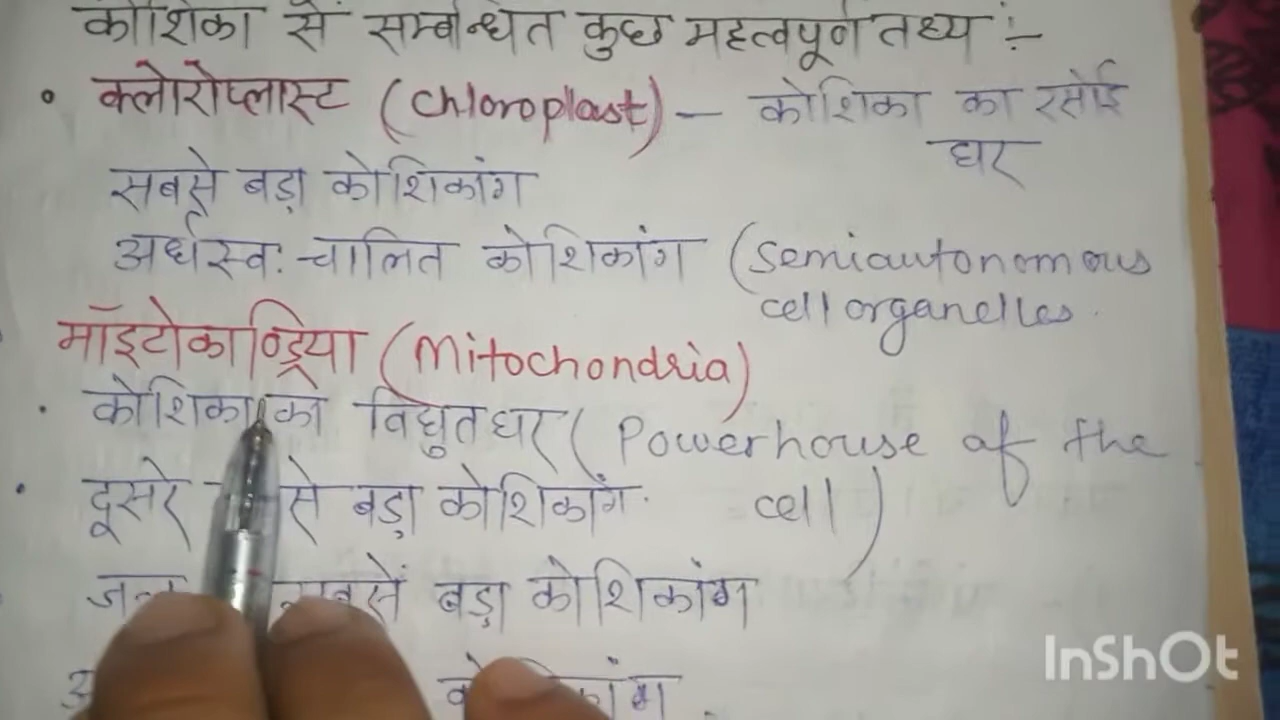 कोशिका से सम्बन्धित कुछ महत्वपूर्ण तथ्य :-
• क्लोरोप्लास्ट (Chloroplast) — कोशिका का रसोई
घर
सबसे बड़ा कोशिकांग
अर्धस्व: चालित कोशिकांग (Semiautonomous
cell organelles.
मॉइटोकाण्ड्रिया (Mitochondria)
• कोशिका का विद्युतघर ( Powerhouse of the
• दूसरे से बड़ा कोशिकांग cell)
बड़ा कोशिकांग
InShOt